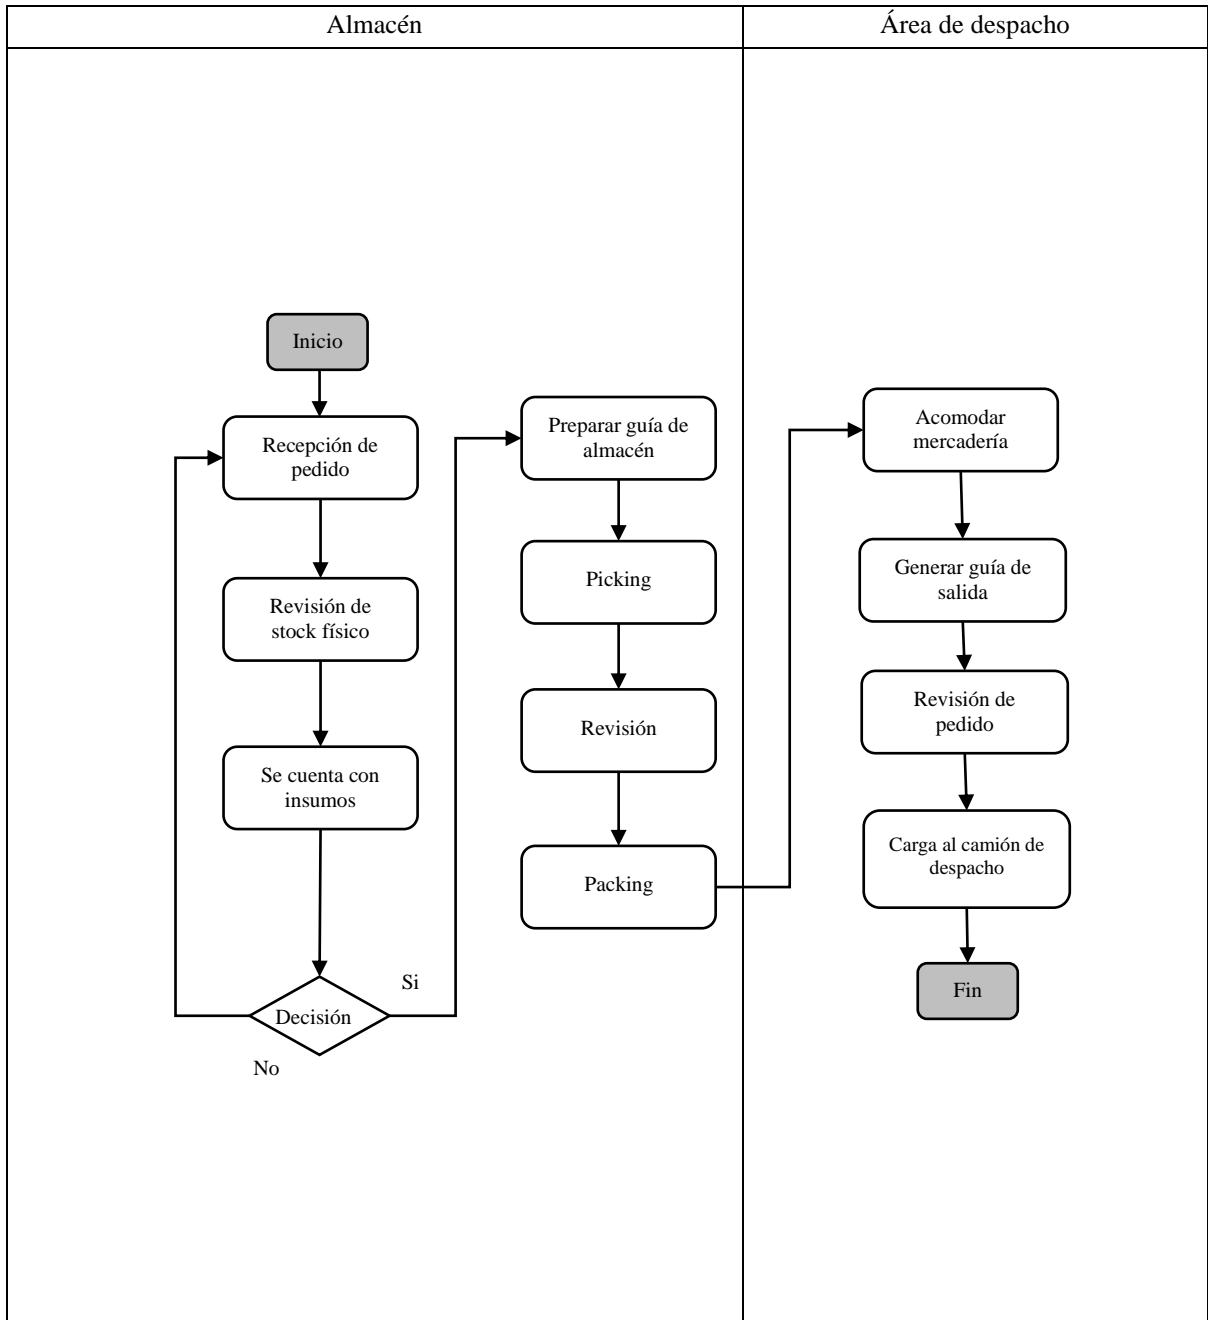 Almacén
Área de despacho
Inicio
Recepción de
pedido
Revisión de
stock físico
Se cuenta con
insumos
Decisión
Si
No
Preparar guía de
almacén
Picking
Revisión
Packing
Acomodar
mercadería
Generar guía de
salida
Revisión de
pedido
Carga al camión de
despacho
Fin